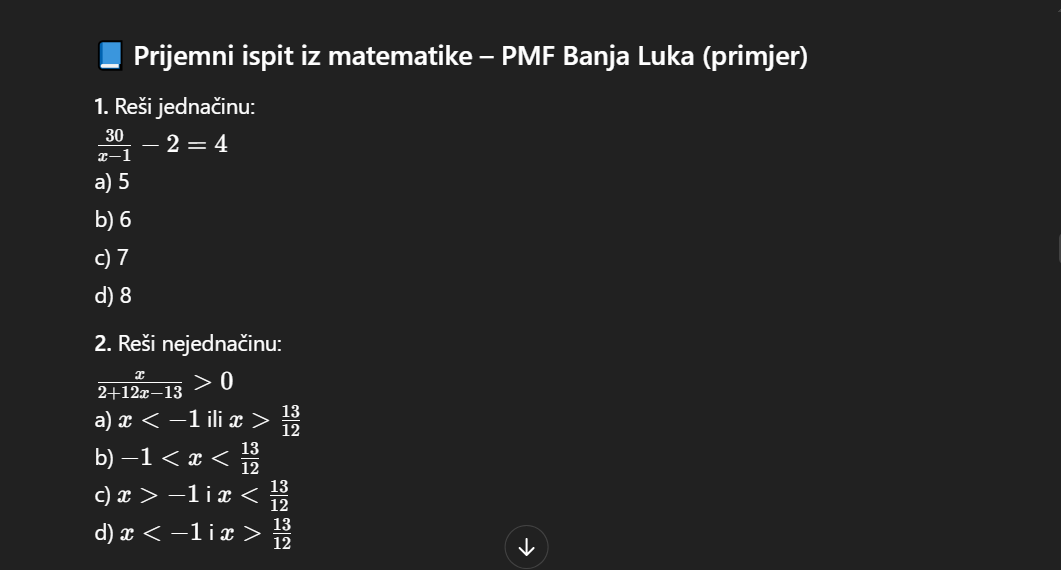 📘 Prijemni ispit iz matematike – PMF Banja Luka (primjer)
1. Reši jednačinu:
\frac{30}{x-1} - 2 = 4
a) 5
b) 6
c) 7
d) 8
2. Reši nejednačinu:
\frac{x}{2+12x-13} > 0
a) x < -1 ili x > \frac{13}{12}
b) -1 < x < \frac{13}{12}
c) x > -1 i x < \frac{13}{12}
d) x < -1 i x > \frac{13}{12}